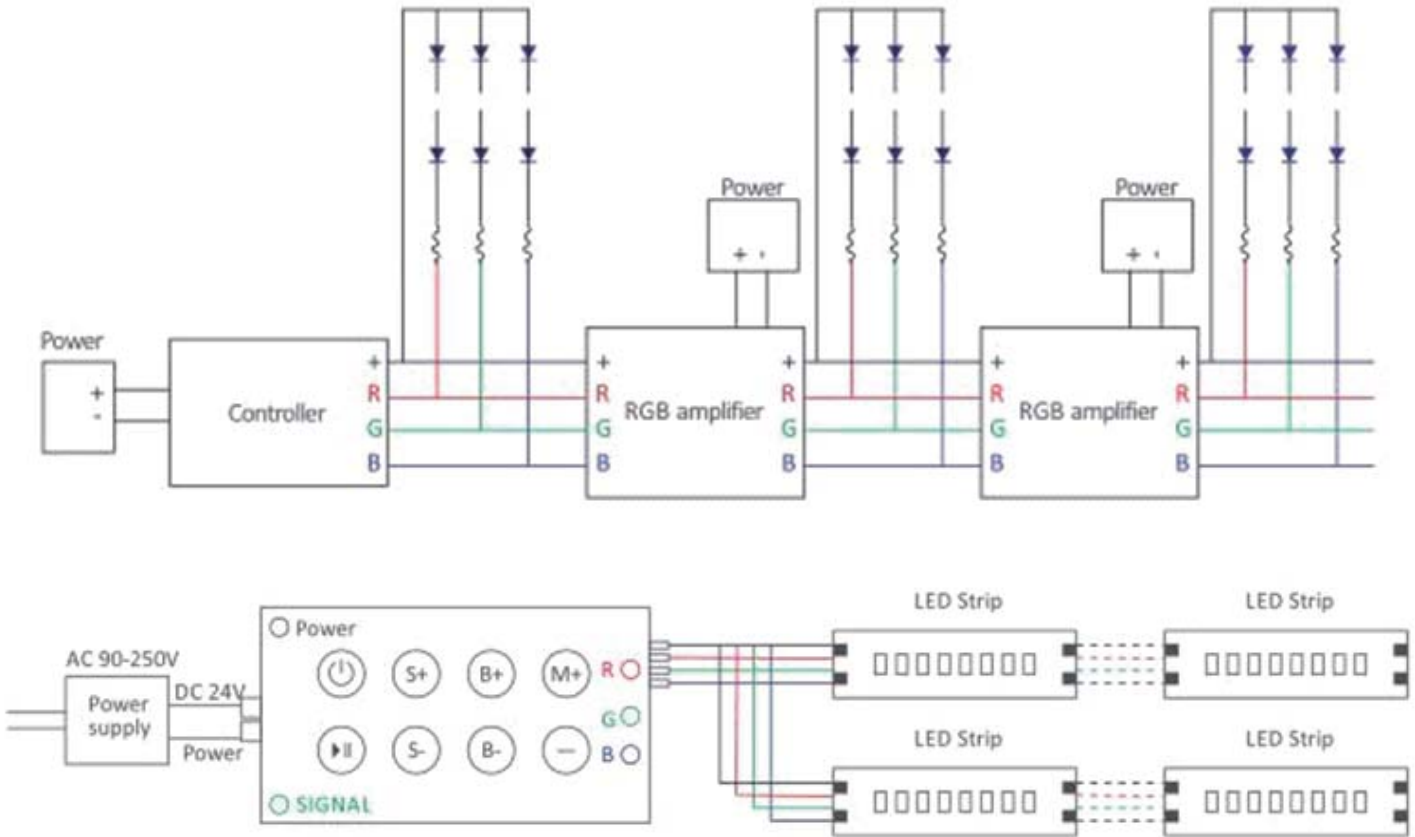 Power
Power
Power
+ -
+ -
+
-
Controller
+
R
G
B
+
R
G
B
RGB amplifier
+
R
G
B
+
R
G
B
RGB amplifier
+
R
G
B
LED Strip
LED Strip
Power
AC 90-250V
DC 24V
Power supply
Power
S+
B+
M+
R
G
S-
B-
—
B
SIGNAL
LED Strip
LED Strip